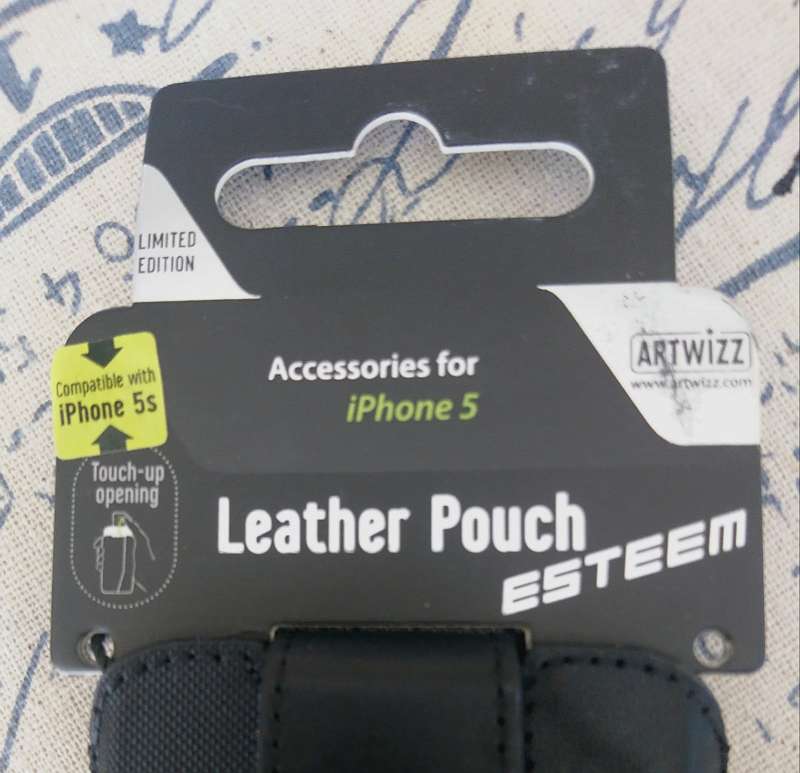 LIMITED
EDITION
ARTWIZZ
www.artwizz.com
Accessories for
iPhone 5
Compatible with
iPhone 5s
Touch-up
opening
Leather Pouch
ESTEEM